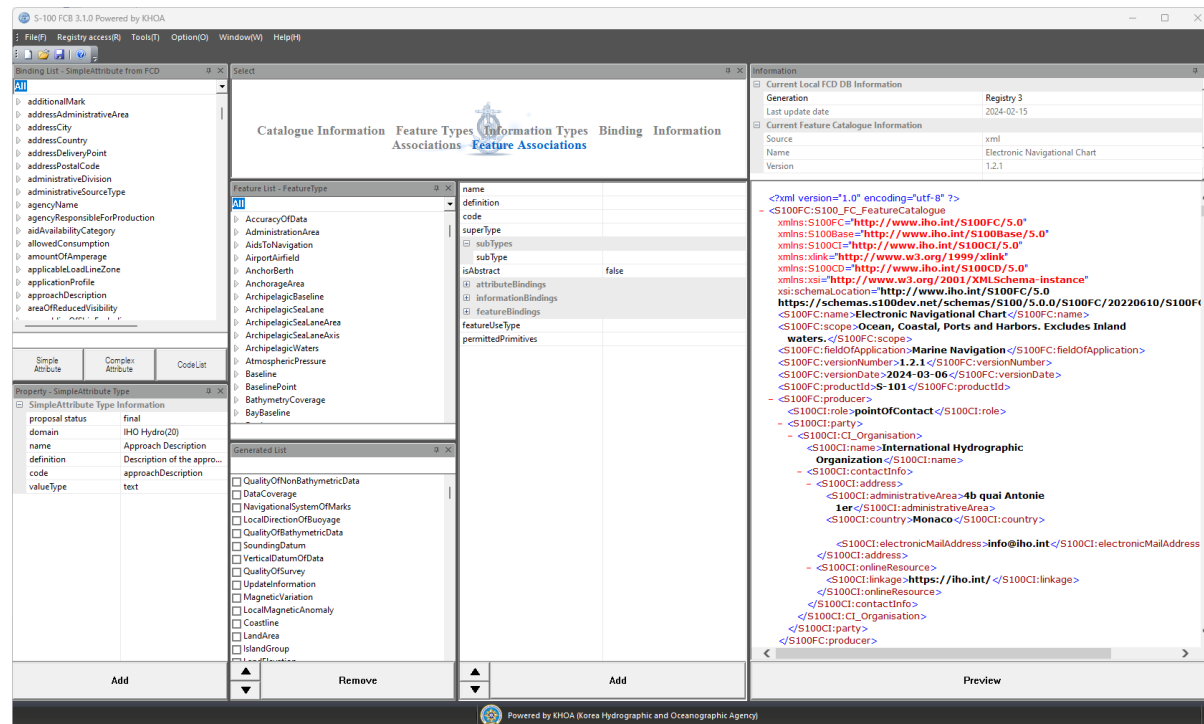 S-100 FCB 3.1.0 Powered by KHOA
File(F) Registry access(R) Tools(T) Option(O) Window(W) Help(H)
Binding List - SimpleAttribute from FCD
All
additionalMark
addressAdministrativeArea
addressCity
addressCountry
addressDeliveryPoint
addressPostalCode
administrativeDivision
administrativeSourceType
agencyName
agencyResponsibleForProduction
aidAvailabilityCategory
allowedConsumption
amountOfAmperage
applicableLoadLineZone
applicationProfile
approachDescription
areaOfReducedVisibility
Simple Attribute
Complex Attribute
CodeList
Property - SimpleAttribute Type
SimpleAttribute Type Information
proposal status final
domain IHO Hydro(20)
name Approach Description
definition Description of the appro...
code approachDescription
valueType text
Add
Select
Catalogue Information Feature Types Information Types Binding Information
Associations Feature Associations
Feature List - FeatureType
All
AccuracyOfData
AdministrationArea
AidsToNavigation
AirportAirfield
AnchorBerth
AnchorageArea
ArchipelagicBaseline
ArchipelagicSeaLane
ArchipelagicSeaLaneArea
ArchipelagicSeaLaneAxis
ArchipelagicWaters
AtmosphericPressure
Baseline
BaselinePoint
BathymetryCoverage
BayBaseline
Generated List
QualityOfNonBathymetricData
DataCoverage
NavigationalSystemOfMarks
LocalDirectionOfBuoyage
QualityOfBathymetricData
SoundingDatum
VerticalDatumOfData
QualityOfSurvey
UpdateInformation
MagneticVariation
LocalMagneticAnomaly
Coastline
LandArea
IslandGroup
LandElevation
Remove
name
definition
code
superType
subTypes
subType
isAbstract false
attributeBindings
informationBindings
featureBindings
featureUseType
permittedPrimitives
Add
Information
Current Local FCD DB Information
Generation Registry 3
Last update date 2024-02-15
Current Feature Catalogue Information
Source xml
Name Electronic Navigational Chart
Version 1.2.1
<?xml version="1.0" encoding="utf-8" ?>
- <S100FC:S100_FC_FeatureCatalogue
xmlns:S100FC="http://www.iho.int/S100FC/5.0"
xmlns:S100Base="http://www.iho.int/S100Base/5.0"
xmlns:S100CI="http://www.iho.int/S100CI/5.0"
xmlns:xlink="http://www.w3.org/1999/xlink"
xmlns:S100CD="http://www.iho.int/S100CD/5.0"
xmlns:xsi="http://www.w3.org/2001/XMLSchema-instance"
xsi:schemaLocation="http://www.iho.int/S100FC/5.0
https://schemas.s100dev.net/schemas/S100/5.0.0/S100FC/20220610/S100F
<S100FC:name>Electronic Navigational Chart</S100FC:name>
<S100FC:scope>Ocean, Coastal, Ports and Harbors. Excludes Inland
waters.</S100FC:scope>
<S100FC:fieldOfApplication>Marine Navigation</S100FC:fieldOfApplication>
<S100FC:versionNumber>1.2.1</S100FC:versionNumber>
<S100FC:versionDate>2024-03-06</S100FC:versionDate>
<S100FC:productId>S-101</S100FC:productId>
- <S100FC:producer>
<S100CI:role>pointOfContact</S100CI:role>
- <S100CI:party>
- <S100CI:CI_Organisation>
<S100CI:name>International Hydrographic
Organization</S100CI:name>
- <S100CI:contactInfo>
- <S100CI:address>
<S100CI:administrativeArea>4b quai Antonie
1er</S100CI:administrativeArea>
<S100CI:country>Monaco</S100CI:country>
<S100CI:electronicMailAddress>info@iho.int</S100CI:electronicMailAddress
</S100CI:address>
- <S100CI:onlineResource>
<S100CI:linkage>https://iho.int/</S100CI:linkage>
</S100CI:onlineResource>
</S100CI:contactInfo>
</S100CI:CI_Organisation>
</S100CI:party>
</S100FC:producer>
Preview
Powered by KHOA (Korea Hydrographic and Oceanographic Agency)